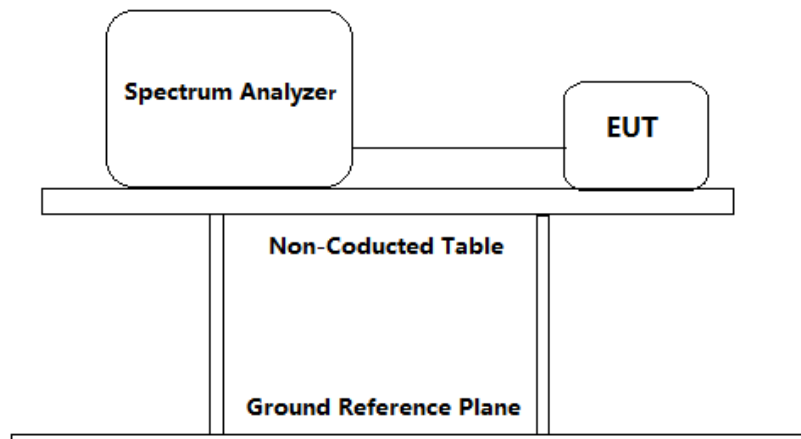 Spectrum Analyzer
EUT
Non-Coducted Table
Ground Reference Plane